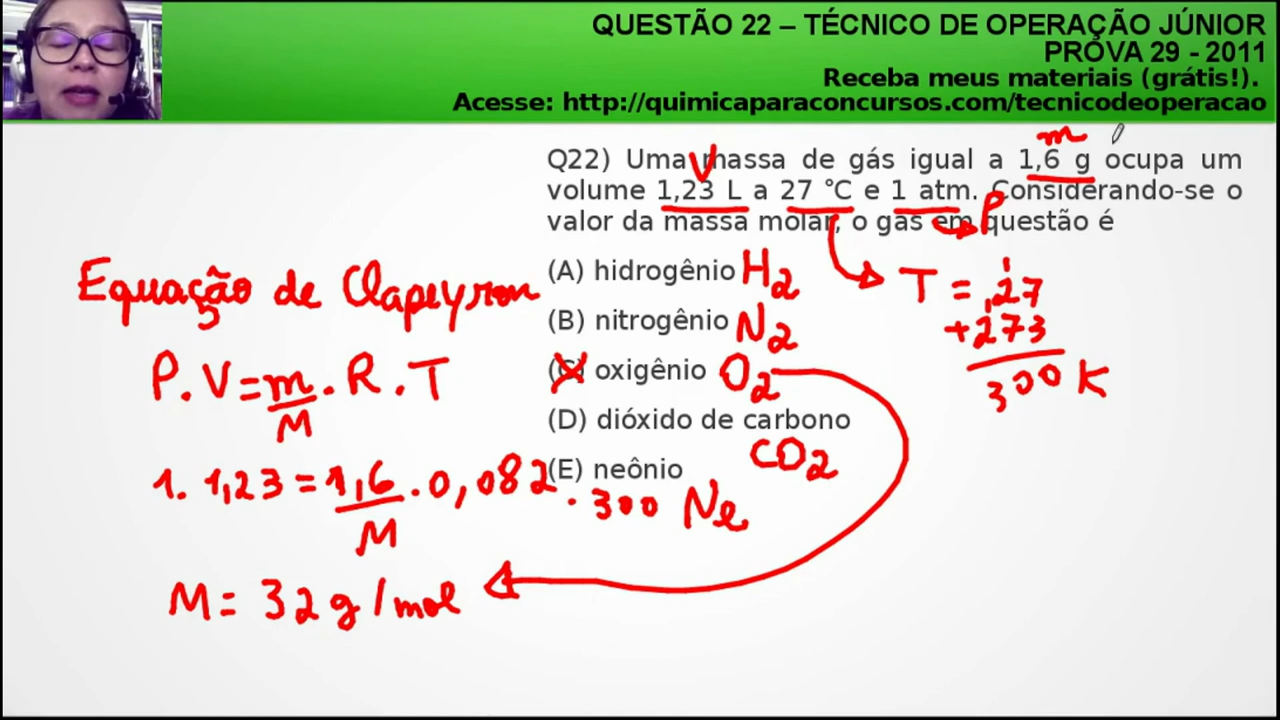 QUESTÃO 22 – TÉCNICO DE OPERAÇÃO JÚNIOR
PROVA 29 - 2011
Receba meus materiais (grátis!).
Acesse: http://quimicaparaconcursos.com/tecnicodeoperacao
m
Q22) Uma massa de gás igual a 1,6 g ocupa um
V
volume 1,23 L a 27 °C e 1 atm. Considerando-se o
P
valor da massa molar, o gás em questão é
(A) hidrogênio H2
(B) nitrogênio N2
(C) oxigênio O2
(D) dióxido de carbono
CO2
(E) neônio
Ne
T = 27
+273
300 K
Equação de Clapeyron
P.V=m.R.T
M
1. 1,23 = 1,6 . 0,082 . 300
M
M = 32 g/mol